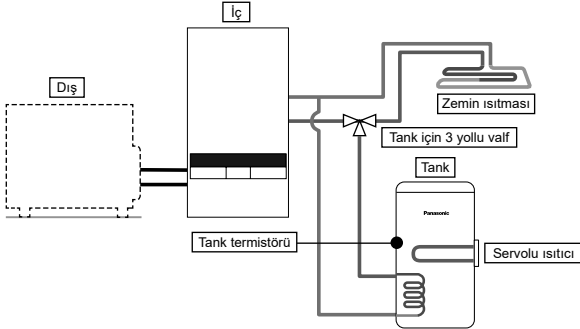 İç
Dış
Zemin ısıtması
Tank için 3 yollu valf
Tank
Panasonic
Tank termistörü
Servolu ısıtıcı